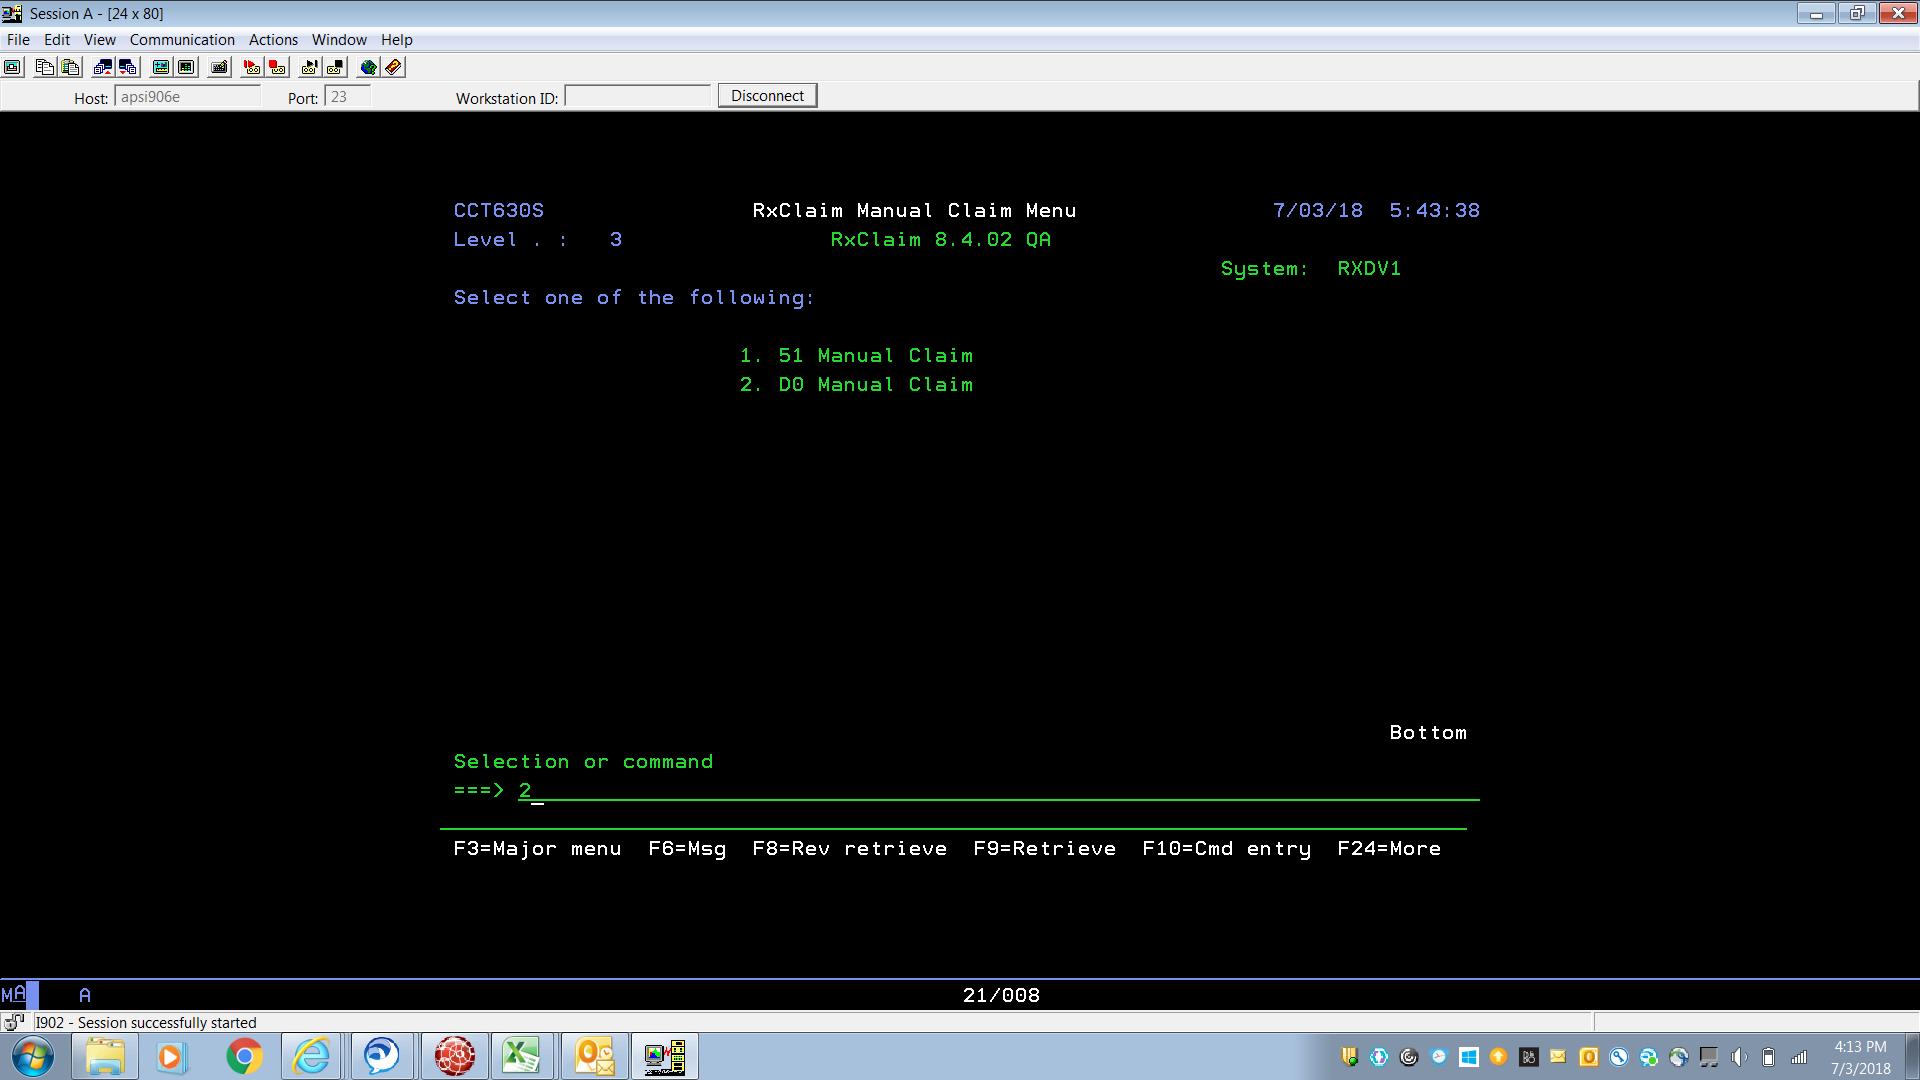 Session A - [24 x 80]
File Edit View Communication Actions Window Help
Host: apsi906e Port: 23 Workstation ID: Disconnect
CCT630S RxClaim Manual Claim Menu 7/03/18 5:43:38
Level . : 3 RxClaim 8.4.02 QA
System: RXDV1
Select one of the following:
1. 51 Manual Claim
2. D0 Manual Claim
Bottom
Selection or command
===> 2
F3=Major menu F6=Msg F8=Rev retrieve F9=Retrieve F10=Cmd entry F24=More
MA A 21/008
I902 - Session successfully started
4:13 PM
7/3/2018